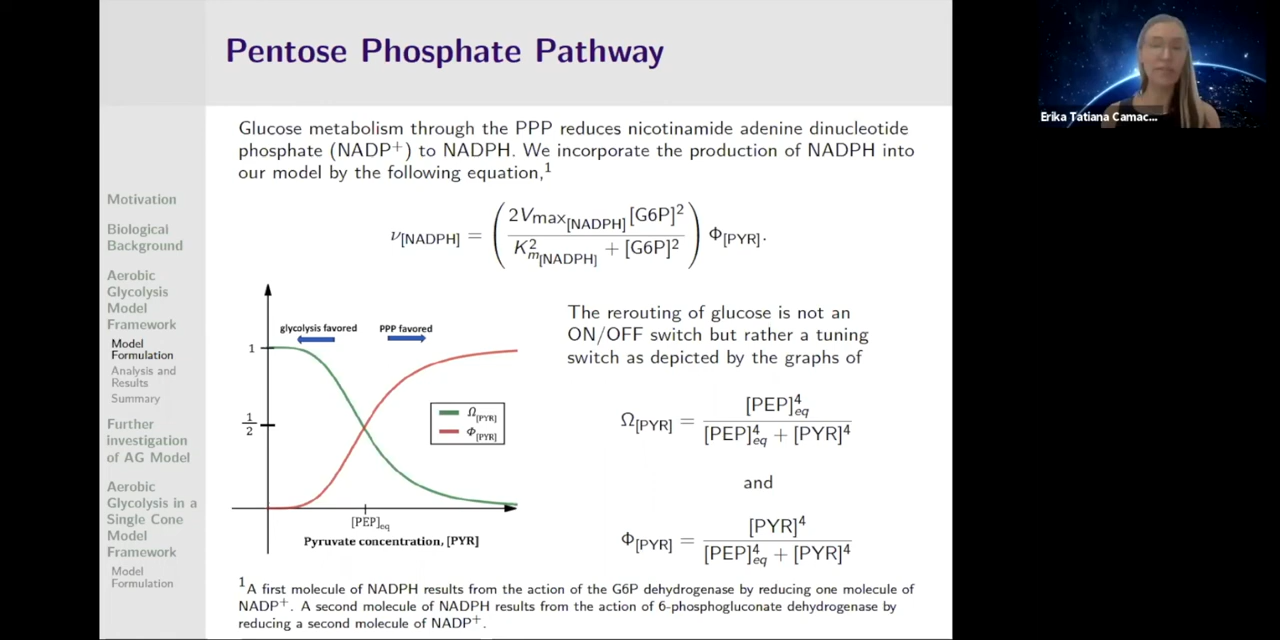 Pentose Phosphate Pathway
Erika Tatiana Camac...
Glucose metabolism through the PPP reduces nicotinamide adenine dinucleotide
phosphate (NADP⁺) to NADPH. We incorporate the production of NADPH into
our model by the following equation,¹
ν[NADPH] = (2Vmax[NADPH] [G6P]² / K²m[NADPH] + [G6P]²) Φ[PYR].
Motivation
Biological
Background
Aerobic
Glycolysis
Model
Framework
Model
Formulation
Analysis and
Results
Summary
Further
investigation
of AG Model
Aerobic
Glycolysis in a
Single Cone
Model
Framework
Model
Formulation
glycolysis favored
PPP favored
1
1/2
Ω[PYR]
Φ[PYR]
[PEP]eq
Pyruvate concentration, [PYR]
The rerouting of glucose is not an
ON/OFF switch but rather a tuning
switch as depicted by the graphs of
Ω[PYR] = [PEP]⁴eq / [PEP]⁴eq + [PYR]⁴
and
Φ[PYR] = [PYR]⁴ / [PEP]⁴eq + [PYR]⁴
¹A first molecule of NADPH results from the action of the G6P dehydrogenase by reducing one molecule of
NADP⁺. A second molecule of NADPH results from the action of 6-phosphogluconate dehydrogenase by
reducing a second molecule of NADP⁺.